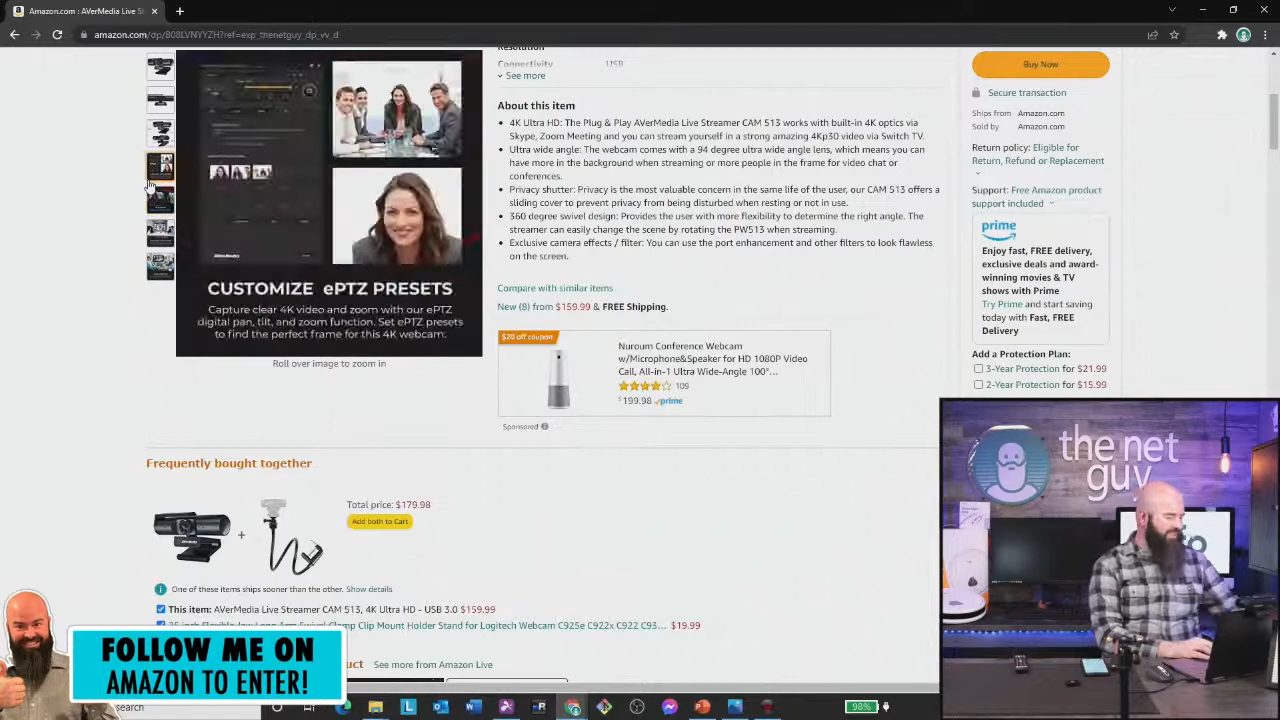 Amazon.com : AVerMedia Live St
amazon.com/dp/B08LVNYYZH?ref=exp_thenetguy_dp_vv_d
Resolution
Connectivity USB
See more
About this item
4K Ultra HD: The Plug & Play AVerMedia Live Streamer CAM 513 works with built-in 4K optics via
Skype, Zoom Meeting and you can stream yourself in a strong amazing 4Kp30 video via Switch TV.
Ultra wide angle: The webcam comes with a 94 degree ultra wide angle lens, which means you can
have more in the background when streaming or more people in the frame for video chat or
conferences.
Privacy shutter: Privacy is the most valuable concern in the same life of the user, our CAM 513 offers a
sliding cover to prevent privacy from being disturbed when resting or not in use.
360 degree swivel design: Provides the user with more flexibility to determine the right angle. The
streamer can easily change the scene by rotating the PW513 when streaming.
Exclusive camera effects / filter: You can use the port enhancement and other filters to look flawless
on the screen.
Compare with similar items
New (8) from $159.99 & FREE Shipping.
CUSTOMIZE ePTZ PRESETS
Capture clear 4K video and zoom with our ePTZ
digital pan, tilt, and zoom function. Set ePTZ presets
to find the perfect frame for this 4K webcam.
Roll over image to zoom in
$20 off coupon
Nuroum Conference Webcam
w/Microphone&Speaker for HD 1080P Video
Call, All-in-1 Ultra Wide-Angle 100°...
109
$199.98 prime
Sponsored
Buy Now
Secure transaction
Ships from Amazon.com
Sold by Amazon.com
Return policy: Eligible for
Return, Refund or Replacement
Support: Free Amazon product
support included
prime
Enjoy fast, FREE delivery,
exclusive deals and award-
winning movies & TV
shows with Prime
Try Prime and start saving
today with Fast, FREE
Delivery
Add a Protection Plan:
3-Year Protection for $21.99
2-Year Protection for $15.99
Frequently bought together
Total price: $179.98
Add both to Cart
+
One of these items ships sooner than the other. Show details
This item: AVerMedia Live Streamer CAM 513, 4K Ultra HD - USB 3.0 $159.99
Clamp Clip Mount Holder Stand for Logitech Webcam C925e C922x C922 C93... $19.99
uct See more from Amazon Live
the net
guy
FOLLOW ME ON
AMAZON TO ENTER!
search
98%